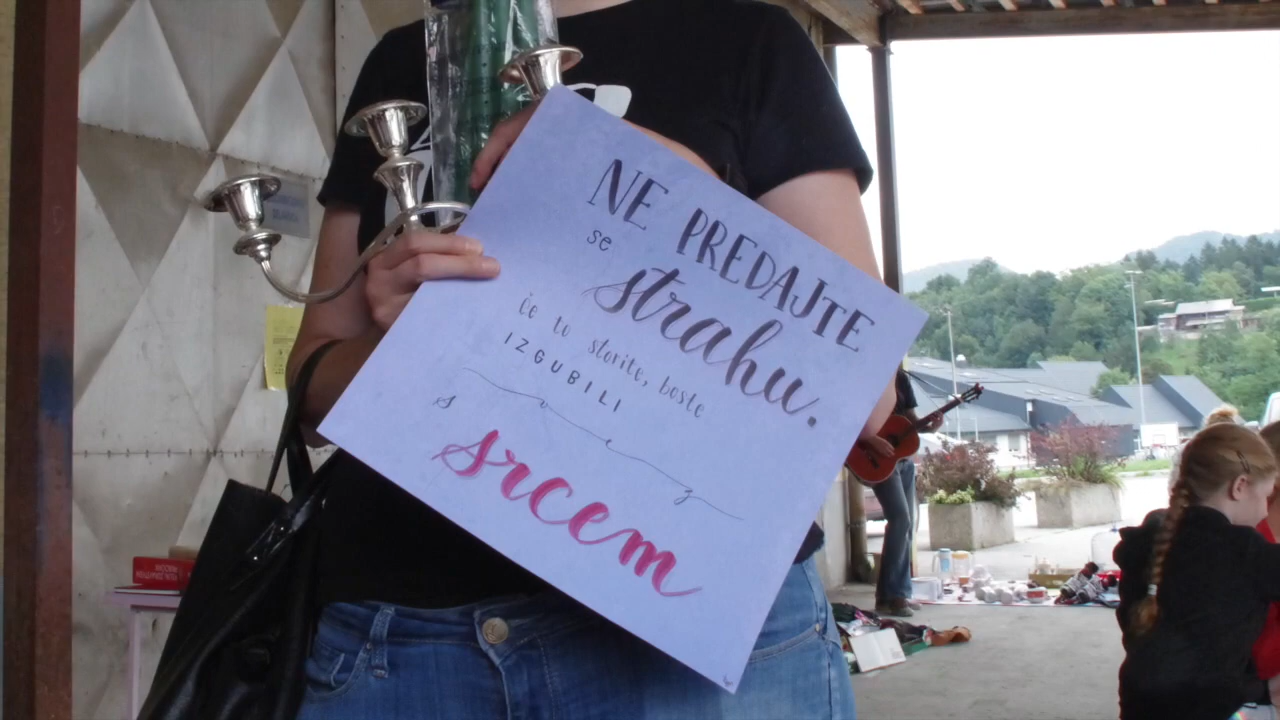 NE PREDAJTE
se strahu.
če to storite, boste
IZGUBILI
s o e z
srcem